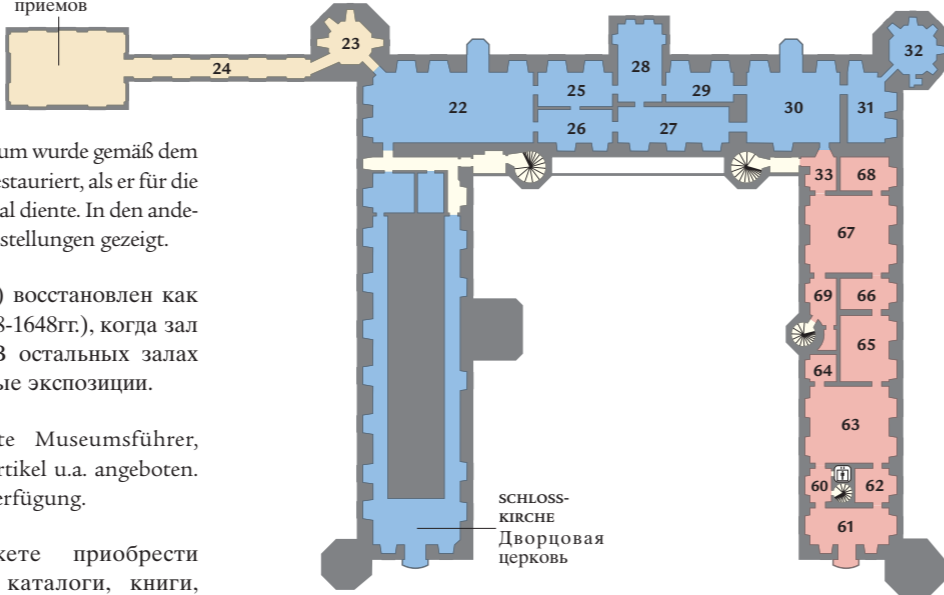 приемов
um wurde gemäß dem
estauriert, als er für die
al diente. In den ande-
stellungen gezeigt.
) восстановлен как
8-1648гг.), когда зал
В остальных залах
ые экспозиции.
te Museumsführer,
rtikel u.a. angeboten.
erfügung.
кете приобрести
каталоги, книги,
23
24
22
25
26
28
27
29
30
31
32
33
68
67
69
66
65
64
63
60
62
61
SCHLOSS-
KIRCHE
Дворцовая
церковь